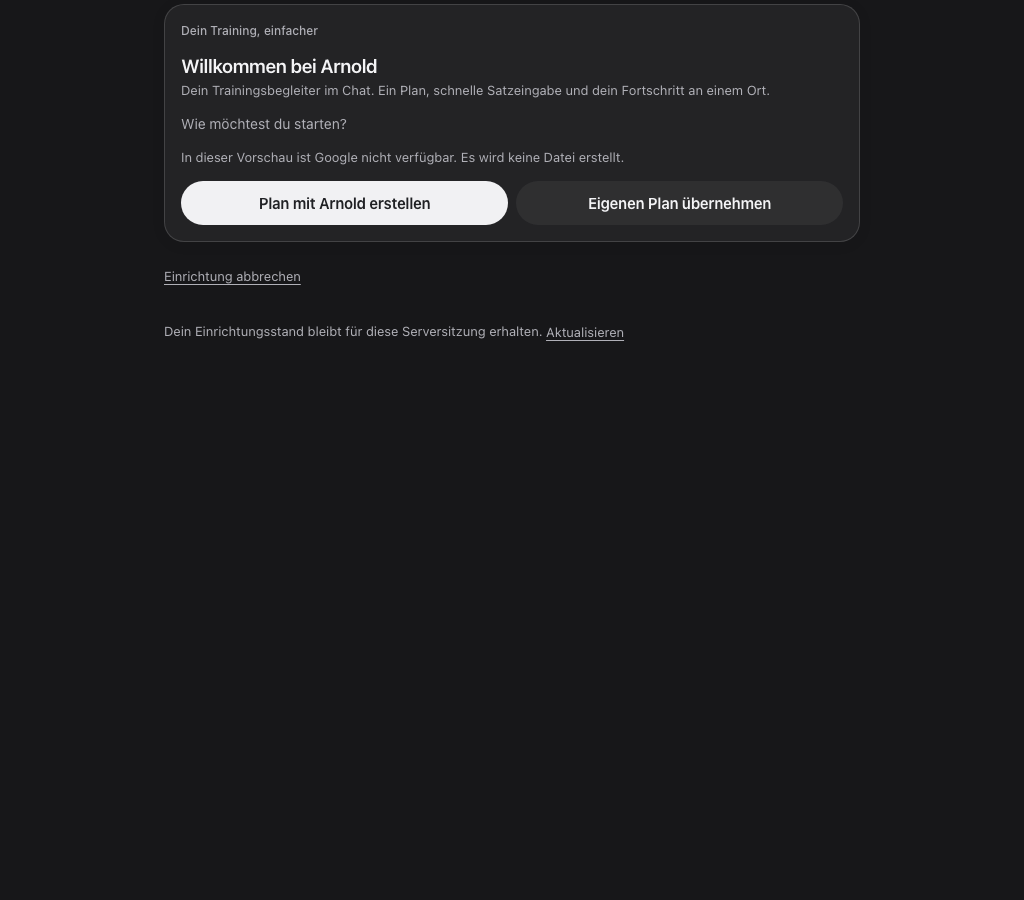 Dein Training, einfacher
Willkommen bei Arnold
Dein Trainingsbegleiter im Chat. Ein Plan, schnelle Satzeingabe und dein Fortschritt an einem Ort.
Wie möchtest du starten?
In dieser Vorschau ist Google nicht verfügbar. Es wird keine Datei erstellt.
Plan mit Arnold erstellen
Eigenen Plan übernehmen
Einrichtung abbrechen
Dein Einrichtungsstand bleibt für diese Serversitzung erhalten. Aktualisieren